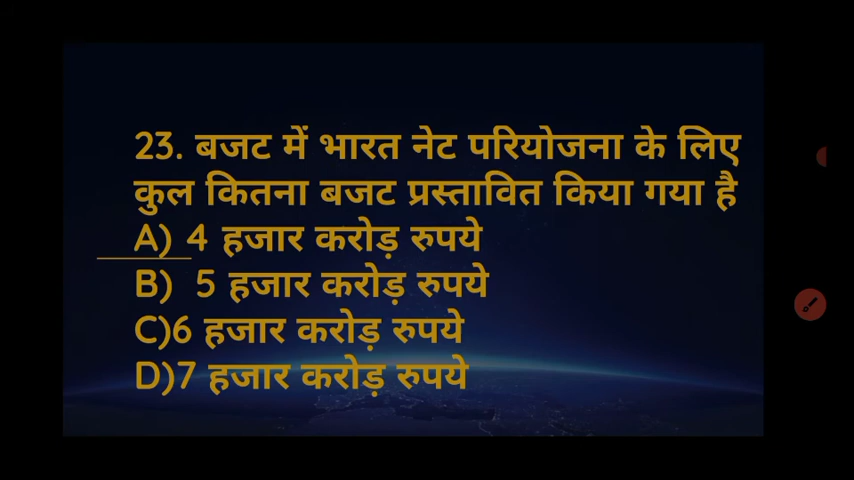 23. बजट में भारत नेट परियोजना के लिए
कुल कितना बजट प्रस्तावित किया गया है
A) 4 हजार करोड़ रुपये
B) 5 हजार करोड़ रुपये
C)6 हजार करोड़ रुपये
D)7 हजार करोड़ रुपये